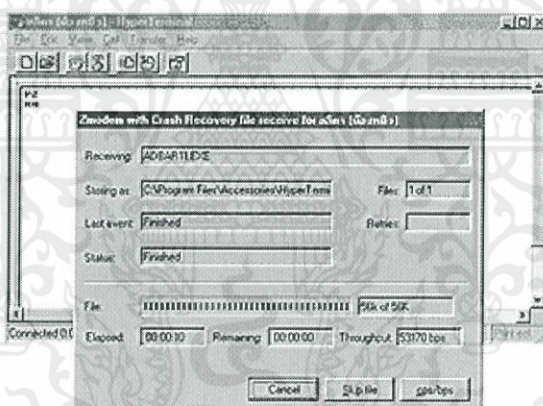 HyperTerminal
File Edit View Call Transfer Help
Zmodem with Crash Recovery file receive for
Receiving:
Storing as: C:\Program Files\Accessories\HyperTermi
Files: 1 of 1
Last event: Finished
Retries:
Status: Finished
File: 56K of 56K
Elapsed: 00:00:10 Remaining: 00:00:00 Throughput: 53170 bps
Cancel Skip file cps/bps